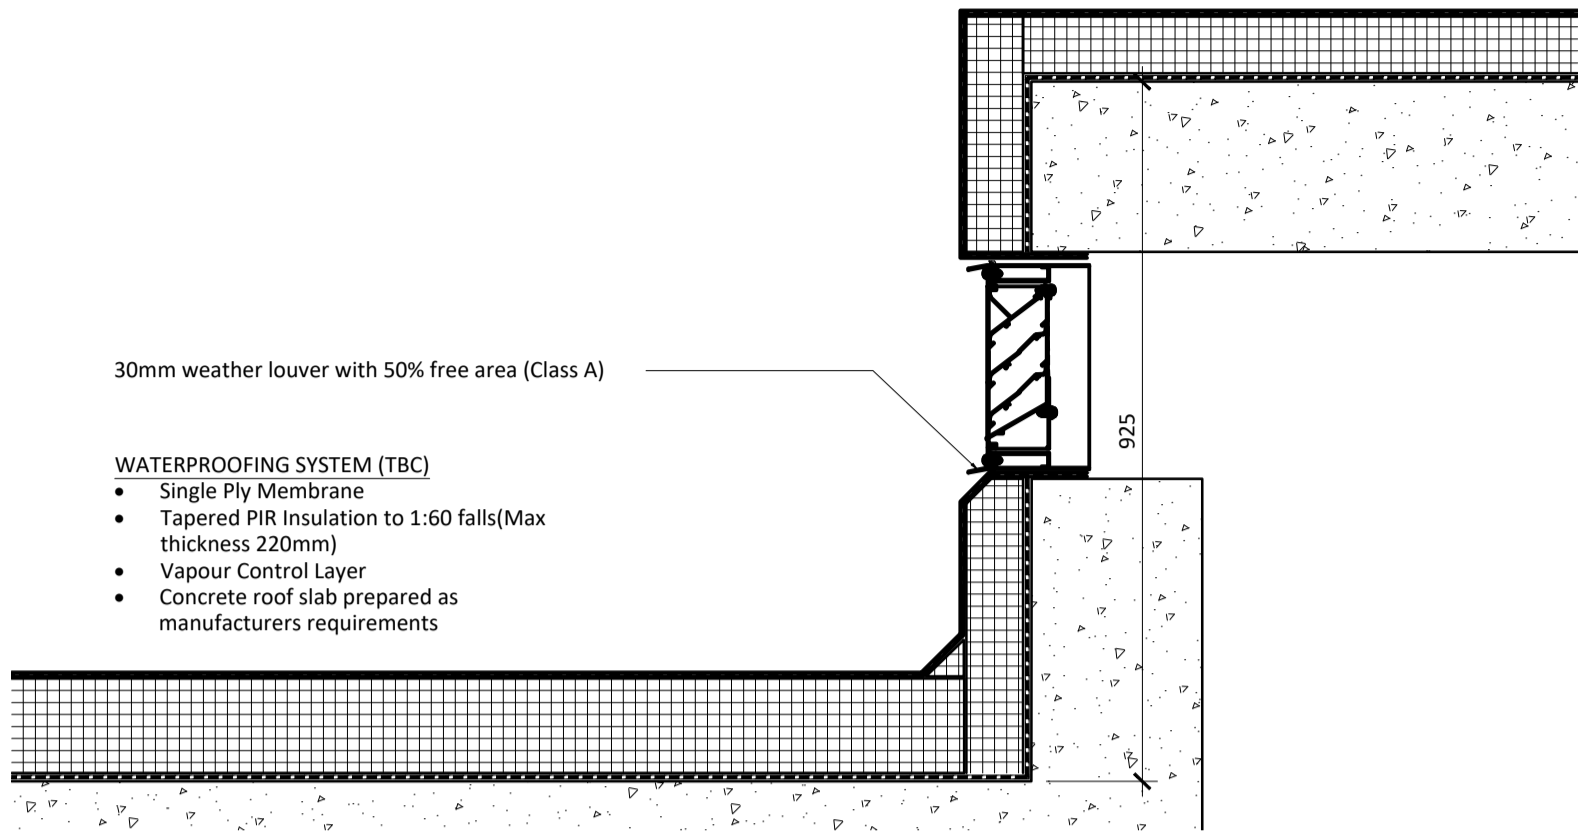 30mm weather louver with 50% free area (Class A)
925
WATERPROOFING SYSTEM (TBC)
• Single Ply Membrane
• Tapered PIR Insulation to 1:60 falls(Max
thickness 220mm)
• Vapour Control Layer
• Concrete roof slab prepared as
manufacturers requirements